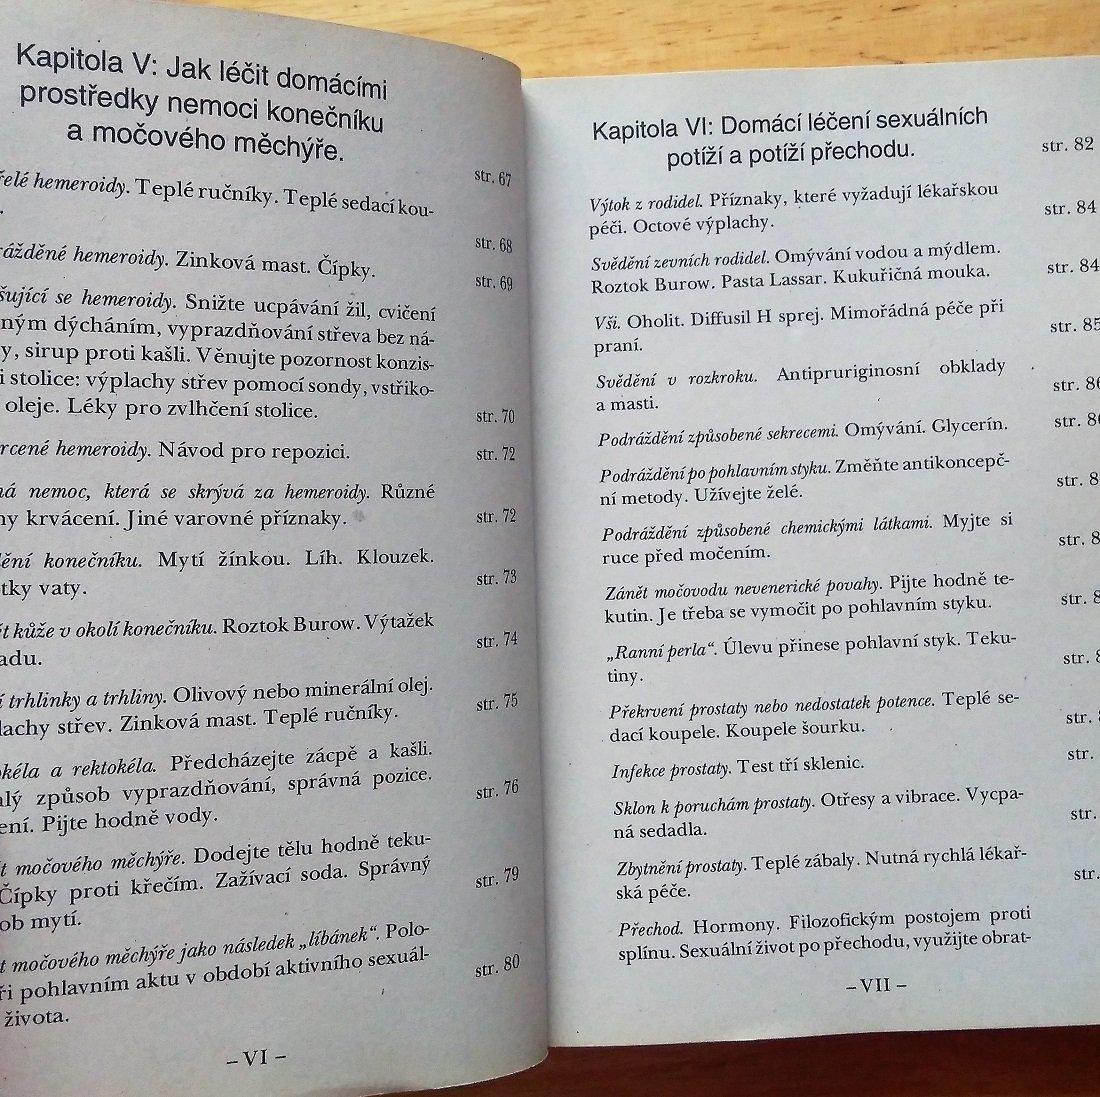 Kapitola V: Jak léčit domácími
prostředky nemoci konečníku
a močového měchýře.
str. 67
hemeroidy. Teplé ručníky. Teplé sedací kou-
str. 68
hemeroidy. Zinková mast. Čípky.
str. 69
se hemeroidy. Snižte ucpávání žil, cvičení
dýcháním, vyprazdňování střeva bez ná-
sirup proti kašli. Věnujte pozornost konzis-
stolice: výplachy střev pomocí sondy, vstřiko-
oleje. Léky pro zvlhčení stolice.
str. 70
hemeroidy. Návod pro repozici.
str. 72
nemoc, která se skrývá za hemeroidy. Různé
krvácení. Jiné varovné příznaky.
str. 72
konečníku. Mytí žínkou. Líh. Klouzek.
vaty.
str. 73
kůže v okolí konečníku. Roztok Burow. Výtažek
str. 74
trhlinky a trhliny. Olivový nebo minerální olej.
střev. Zinková mast. Teplé ručníky.
str. 75
a rektokéla. Předcházejte zácpě a kašli.
způsob vyprazdňování, správná pozice.
Pijte hodně vody.
str. 76
močového měchýře. Dodejte tělu hodně teku-
Čípky proti křečím. Zažívací soda. Správný
mytí.
str. 79
močového měchýře jako následek „líbánek“. Polo-
při pohlavním aktu v období aktivního sexuál-
života.
str. 80
– VI –
Kapitola VI: Domácí léčení sexuálních
potíží a potíží přechodu.
str. 82
Výtok z rodidel. Příznaky, které vyžadují lékařskou
péči. Octové výplachy.
str. 84
Svědění zevních rodidel. Omývání vodou a mýdlem.
Roztok Burow. Pasta Lassar. Kukuřičná mouka.
str. 84
Vši. Oholit. Diffusil H sprej. Mimořádná péče při
praní.
str. 85
Svědění v rozkroku. Antipruriginosní obklady
a masti.
str.
Podráždění způsobené sekrecemi. Omývání. Glycerín.
str.
Podráždění po pohlavním styku. Změňte antikoncepč-
ní metody. Užívejte želé.
str.
Podráždění způsobené chemickými látkami. Myjte si
ruce před močením.
str.
Zánět močovodu nevenerické povahy. Pijte hodně te-
kutin. Je třeba se vymočit po pohlavním styku.
str.
„Ranní perla“. Úlevu přinese pohlavní styk. Teku-
tiny.
str.
Překrvení prostaty nebo nedostatek potence. Teplé se-
dací koupele. Koupele šourku.
str.
Infekce prostaty. Test tří sklenic.
str.
Sklon k poruchám prostaty. Otřesy a vibrace. Vycpa-
ná sedadla.
str.
Zbytnění prostaty. Teplé zábaly. Nutná rychlá lékař-
ská péče.
str.
Přechod. Hormony. Filozofickým postojem proti
splínu. Sexuální život po přechodu, využijte obrat-
– VII –